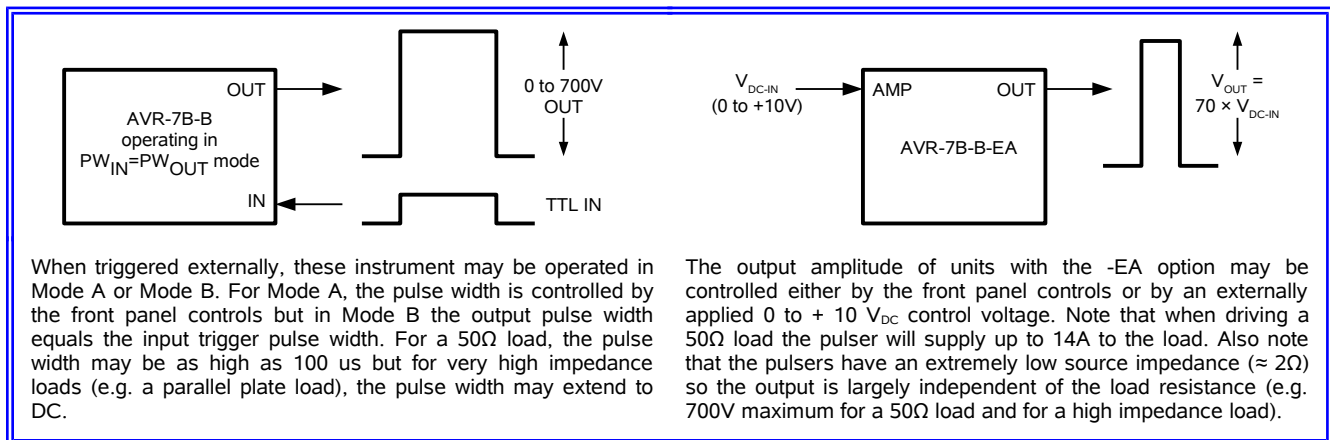 OUT
AVR-7B-B
operating in
PWIN=PWOUT mode
IN
0 to 700V
OUT
TTL IN
When triggered externally, these instrument may be operated in
Mode A or Mode B. For Mode A, the pulse width is controlled by
the front panel controls but in Mode B the output pulse width
equals the input trigger pulse width. For a 50Ω load, the pulse
width may be as high as 100 us but for very high impedance
loads (e.g. a parallel plate load), the pulse width may extend to
DC.
VDC-IN
(0 to +10V)
AMP OUT
AVR-7B-B-EA
VOUT =
70 × VDC-IN
The output amplitude of units with the -EA option may be
controlled either by the front panel controls or by an externally
applied 0 to + 10 VDC control voltage. Note that when driving a
50Ω load the pulser will supply up to 14A to the load. Also note
that the pulsers have an extremely low source impedance (≈ 2Ω)
so the output is largely independent of the load resistance (e.g.
700V maximum for a 50Ω load and for a high impedance load).